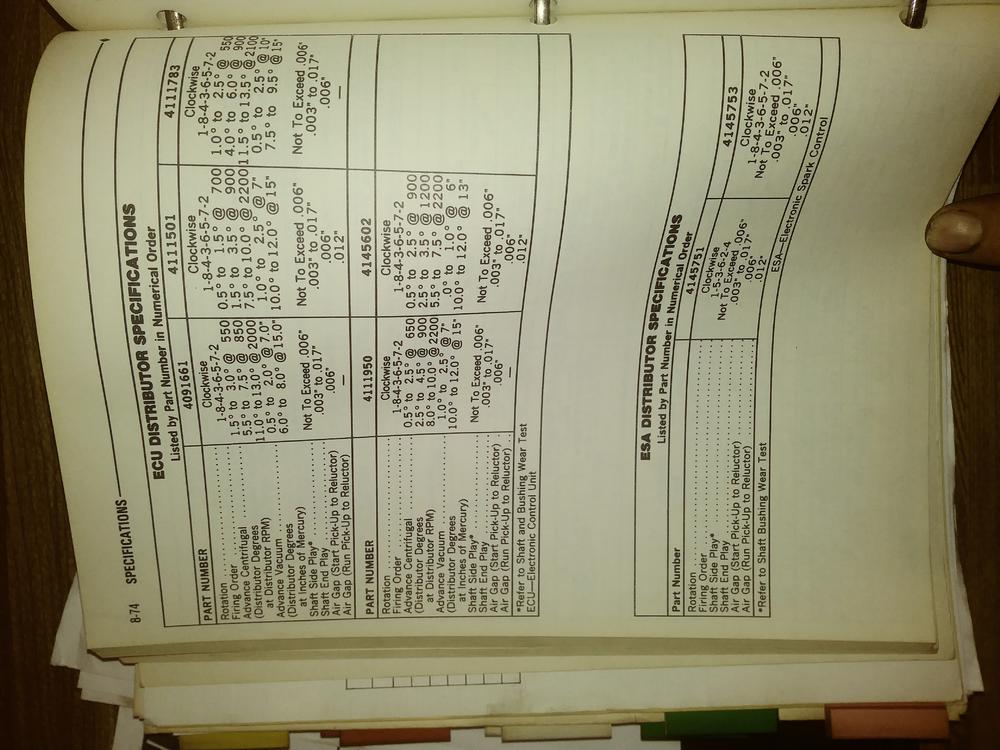 8-74 SPECIFICATIONS
ECU DISTRIBUTOR SPECIFICATIONS
Listed by Part Number in Numerical Order
PART NUMBER 4091661 4111501 4111783
Rotation Clockwise Clockwise Clockwise
Firing Order 1-8-4-3-6-5-7-2 1-8-4-3-6-5-7-2 1-8-4-3-6-5-7-2
Advance Centrifugal 1.5° to 3.0° @ 550 0.5° to 1.5° @ 700 1.0° to 2.5° @ 550
(Distributor Degrees 5.5° to 7.5° @ 850 1.5° to 3.5° @ 900 4.0° to 6.0° @ 900
at Distributor RPM) 11.0° to 13.0° @ 2000 7.5° to 10.0° @ 2200 11.5° to 13.5° @ 2100
Advance Vacuum 0.5° to 2.0° @ 7.0" 1.0° to 2.5° @ 7" 0.5° to 2.5° @ 10"
(Distributor Degrees 6.0° to 8.0° @ 15.0" 10.0° to 12.0° @ 15" 7.5° to 9.5° @ 15"
at Inches of Mercury)
Shaft Side Play* Not To Exceed .006" Not To Exceed .006" Not To Exceed .006"
Shaft End Play .003" to .017" .003" to .017" .003" to .017"
Air Gap (Start Pick-Up to Reluctor) .006" .006" .006"
Air Gap (Run Pick-Up to Reluctor) — .012" —
PART NUMBER 4111950 4145602
Rotation Clockwise Clockwise
Firing Order 1-8-4-3-6-5-7-2 1-8-4-3-6-5-7-2
Advance Centrifugal 0.5° to 2.5° @ 650 0.5° to 2.5° @ 900
(Distributor Degrees 2.5° to 4.5° @ 900 2.5° to 3.5° @ 1200
at Distributor RPM) 8.0° to 10.0° @ 2200 5.5° to 7.5° @ 2200
Advance Vacuum 1.0° to 2.5° @ 7" 1.0° to 1.0° @ 6"
(Distributor Degrees 10.0° to 12.0° @ 15" 10.0° to 12.0° @ 13"
at Inches of Mercury)
Shaft Side Play* Not To Exceed .006" Not To Exceed .006"
Shaft End Play .003" to .017" .003" to .017"
Air Gap (Start Pick-Up to Reluctor) .006" .006"
Air Gap (Run Pick-Up to Reluctor) — .012"
*Refer to Shaft and Bushing Wear Test
ECU—Electronic Control Unit
ESA DISTRIBUTOR SPECIFICATIONS
Listed by Part Number in Numerical Order
Part Number 4145751 4145753
Rotation Clockwise Clockwise
Firing Order 1-5-3-6-2-4 1-8-4-3-6-5-7-2
Shaft Side Play* Not To Exceed .006" Not To Exceed .006"
Shaft End Play .003" to .017" .003" to .017"
Air Gap (Start Pick-Up to Reluctor) .006" .006"
Air Gap (Run Pick-Up to Reluctor) .012" .012"
*Refer to Shaft Bushing Wear Test ESA—Electronic Spark Control